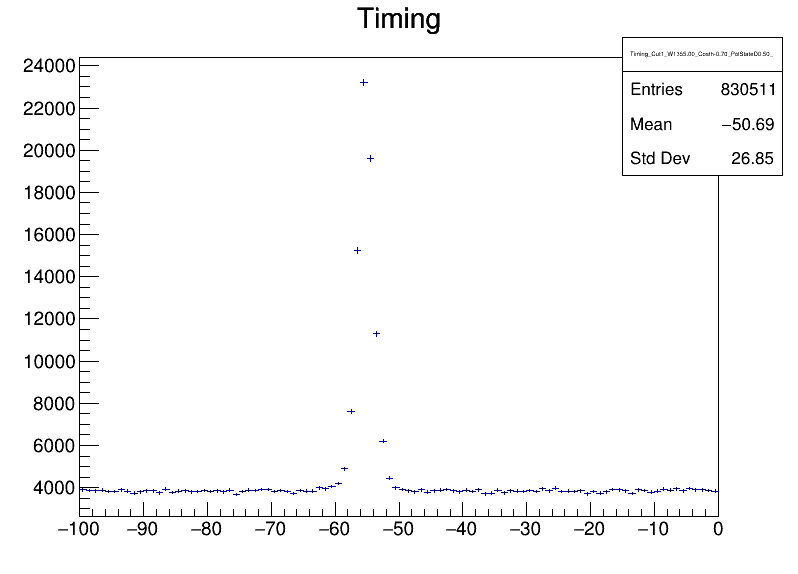 Timing
Timing_Cut1_W1355.00_Costh-0.70_PolStateD0.50_
Entries 830511
Mean −50.69
Std Dev 26.85
24000
22000
20000
18000
16000
14000
12000
10000
8000
6000
4000
−100 −90 −80 −70 −60 −50 −40 −30 −20 −10 0